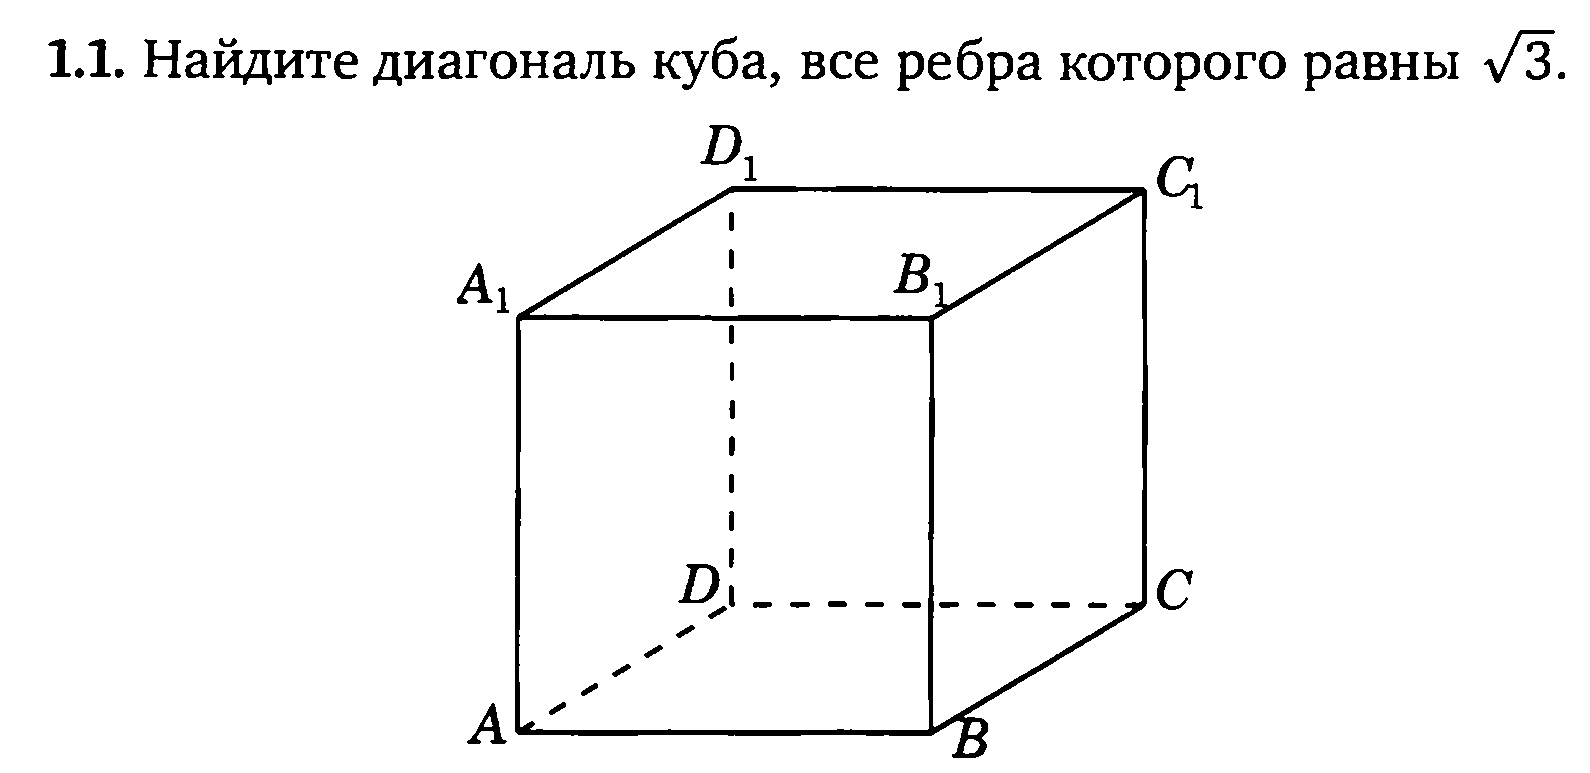 1.1. Найдите диагональ куба, все ребра которого равны √3.
D₁
C₁
A₁
B₁
D
C
A
B